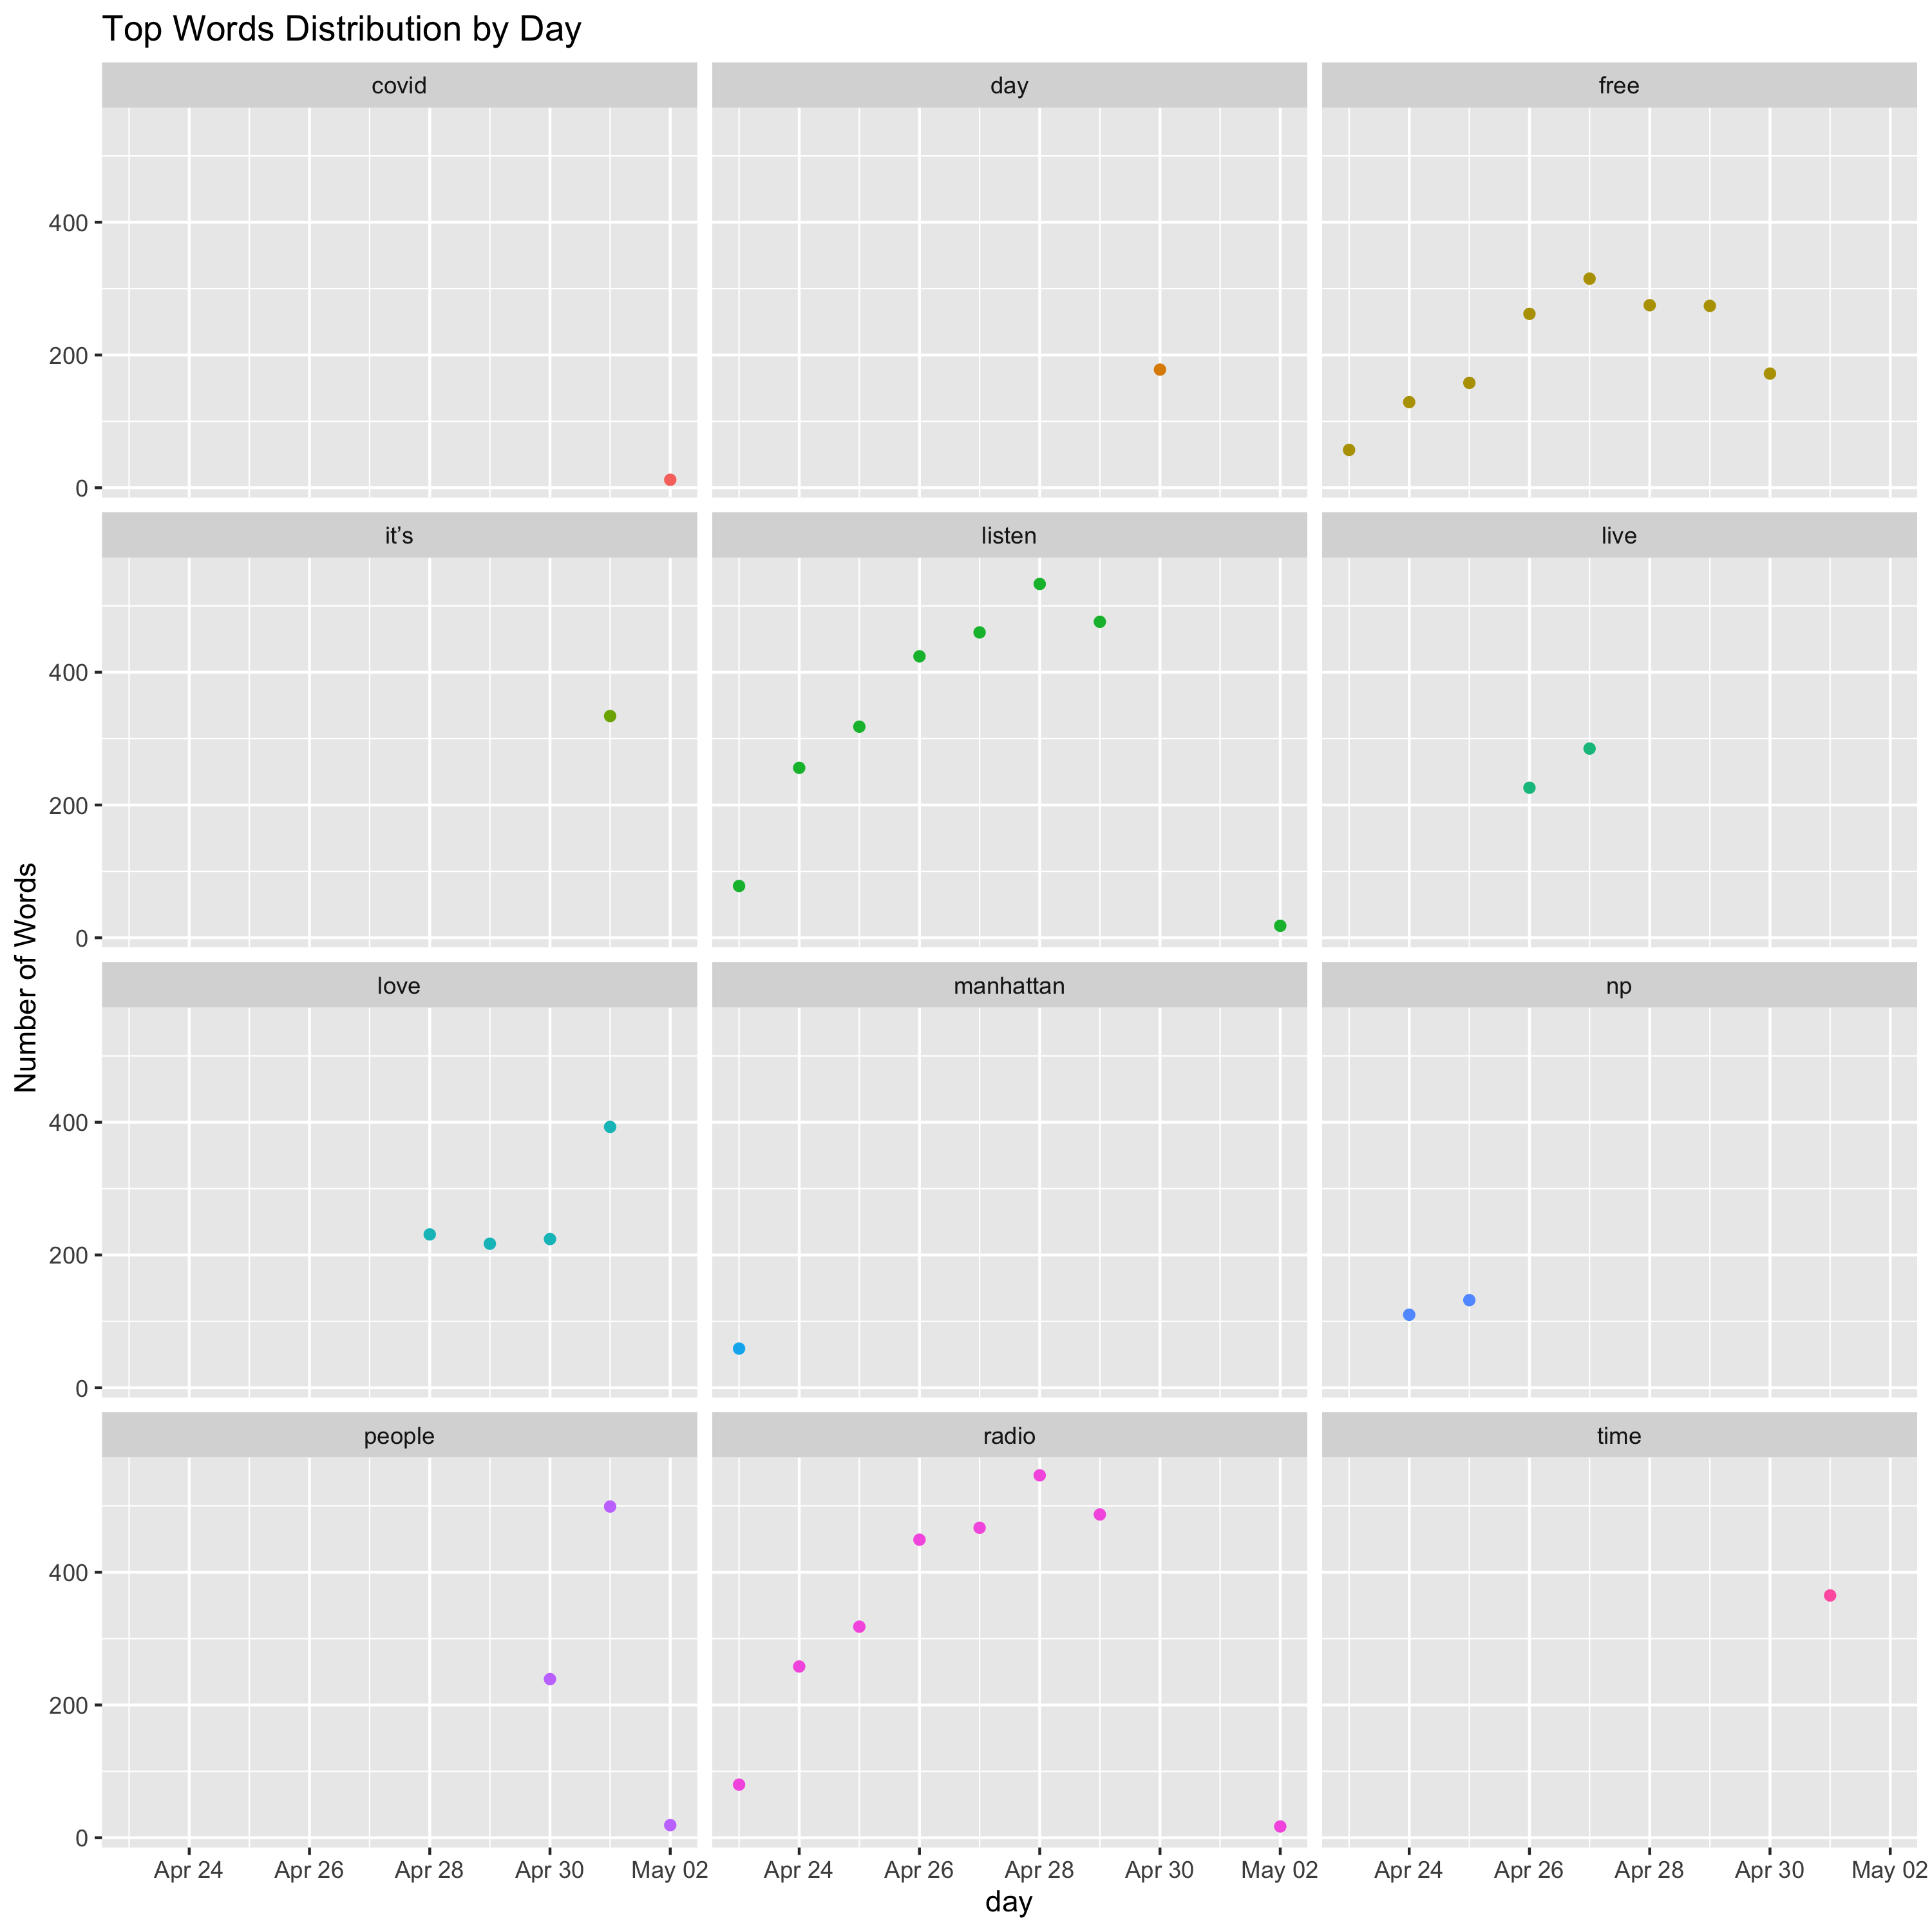 Top Words Distribution by Day
covid day free
400
200
0
it’s listen live
400
200
0
Number of Words
love manhattan np
400
200
0
people radio time
400
200
0
Apr 24 Apr 26 Apr 28 Apr 30 May 02 Apr 24 Apr 26 Apr 28 Apr 30 May 02 Apr 24 Apr 26 Apr 28 Apr 30 May 02
day